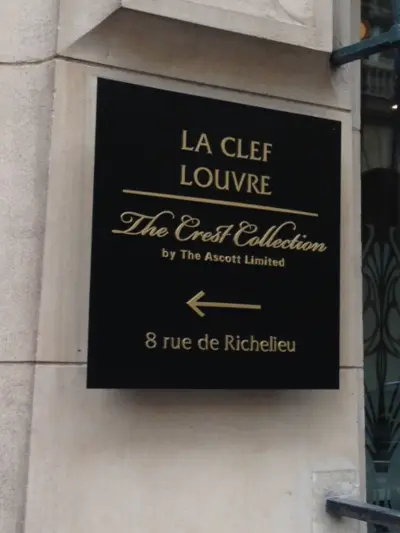 LA CLEF
LOUVRE
The Crest Collection
by The Ascott Limited
8 rue de Richelieu